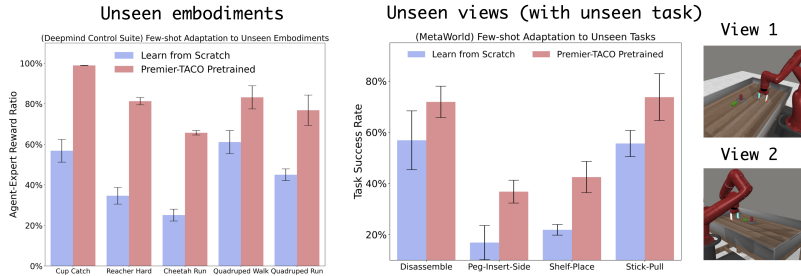 Unseen embodiments
(Deepmind Control Suite) Few-shot Adaptation to Unseen Embodiments
Learn from Scratch
Premier-TACO Pretrained
Agent-Expert Reward Ratio
100%
80%
60%
40%
20%
0%
Cup Catch
Reacher Hard
Cheetah Run
Quadruped Walk
Quadruped Run
Unseen views (with unseen task)
(MetaWorld) Few-shot Adaptation to Unseen Tasks
Learn from Scratch
Premier-TACO Pretrained
Task Success Rate
80%
60%
40%
20%
Disassemble
Peg-Insert-Side
Shelf-Place
Stick-Pull
View 1
View 2